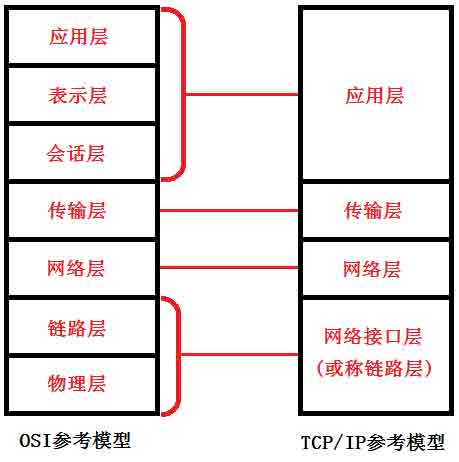 应用层
表示层
会话层
传输层
网络层
链路层
物理层
OSI参考模型
应用层
传输层
网络层
网络接口层
(或称链路层)
TCP/IP参考模型